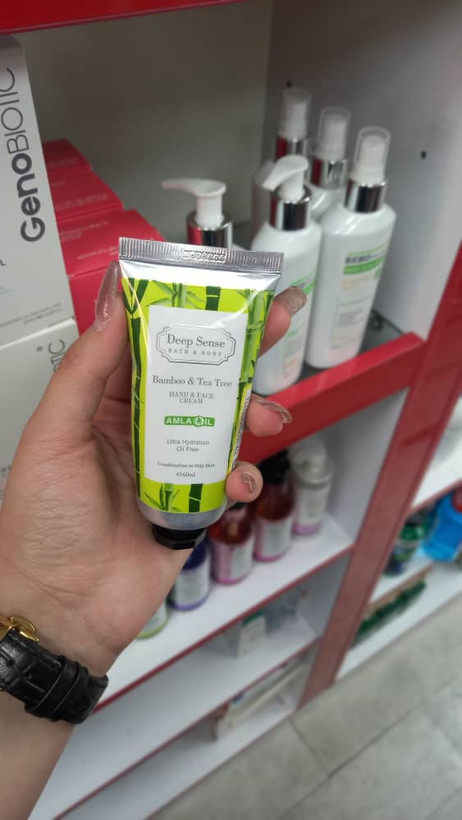 GenoBIOTIC
Deep Sense
BATH & BODY
Bamboo & Tea Tree
HAND & FACE
CREAM
AMLA OIL
Ultra Hydration
Oil Free
Combination to Oily Skin
℮60ml